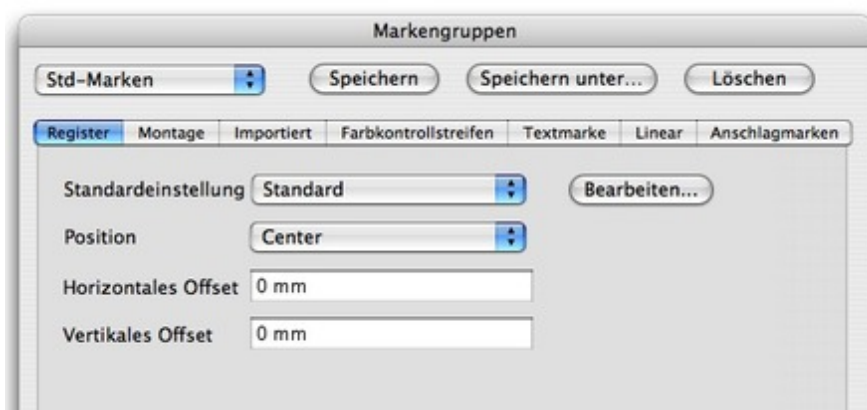 Markengruppen
Std-Marken Speichern Speichern unter... Löschen
Register Montage Importiert Farbkontrollstreifen Textmarke Linear Anschlagmarken
Standardeinstellung Standard Bearbeiten...
Position Center
Horizontales Offset 0 mm
Vertikales Offset 0 mm